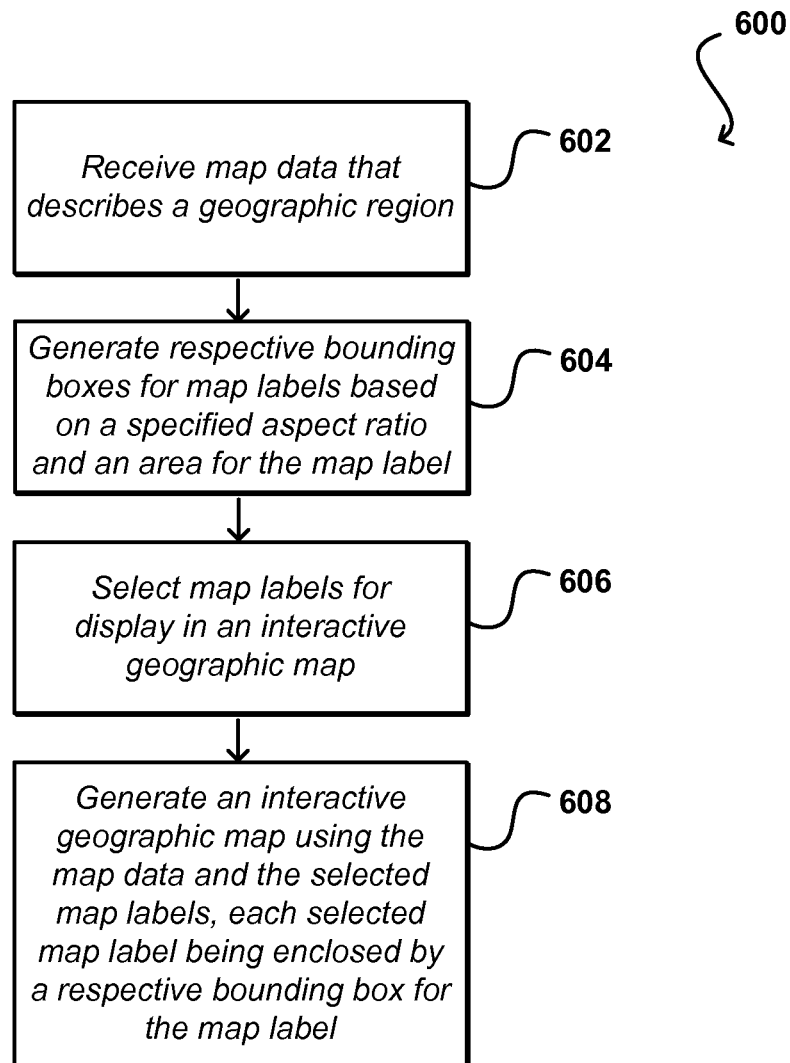 600
Receive map data that
describes a geographic region
602
Generate respective bounding
boxes for map labels based
on a specified aspect ratio
and an area for the map label
604
Select map labels for
display in an interactive
geographic map
606
Generate an interactive
geographic map using the
map data and the selected
map labels, each selected
map label being enclosed by
a respective bounding box for
the map label
608